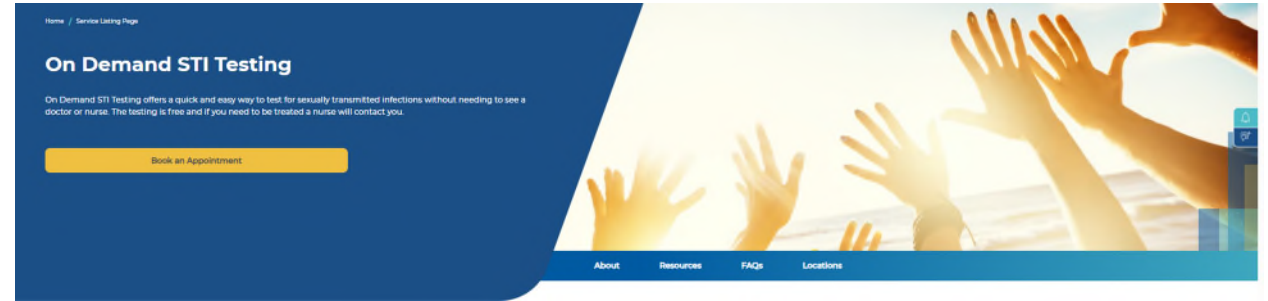 Home / Service Listing Page
On Demand STI Testing
On Demand STI Testing offers a quick and easy way to test for sexually transmitted infections without needing to see a
doctor or nurse. The testing is free and if you need to be treated a nurse will contact you.
Book an Appointment
About Resources FAQs Locations